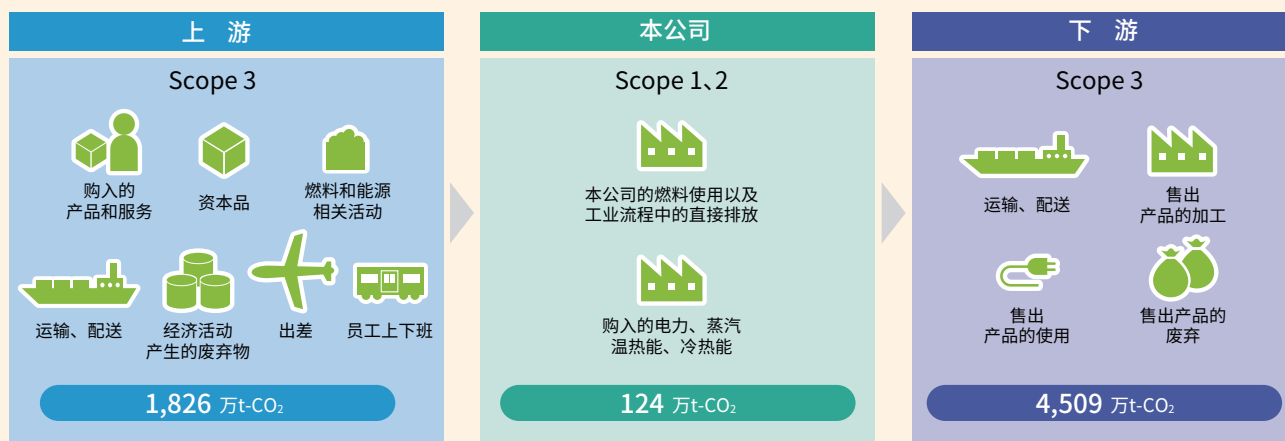 上　游
Scope 3
购入的
产品和服务
资本品
燃料和能源
相关活动
运输、配送
经济活动
产生的废弃物
出差
员工上下班
1,826 万t-CO₂
本公司
Scope 1、2
本公司的燃料使用以及
工业流程中的直接排放
购入的电力、蒸汽
温热能、冷热能
124 万t-CO₂
下　游
Scope 3
运输、配送
售出
产品的加工
售出
产品的使用
售出产品的
废弃
4,509 万t-CO₂